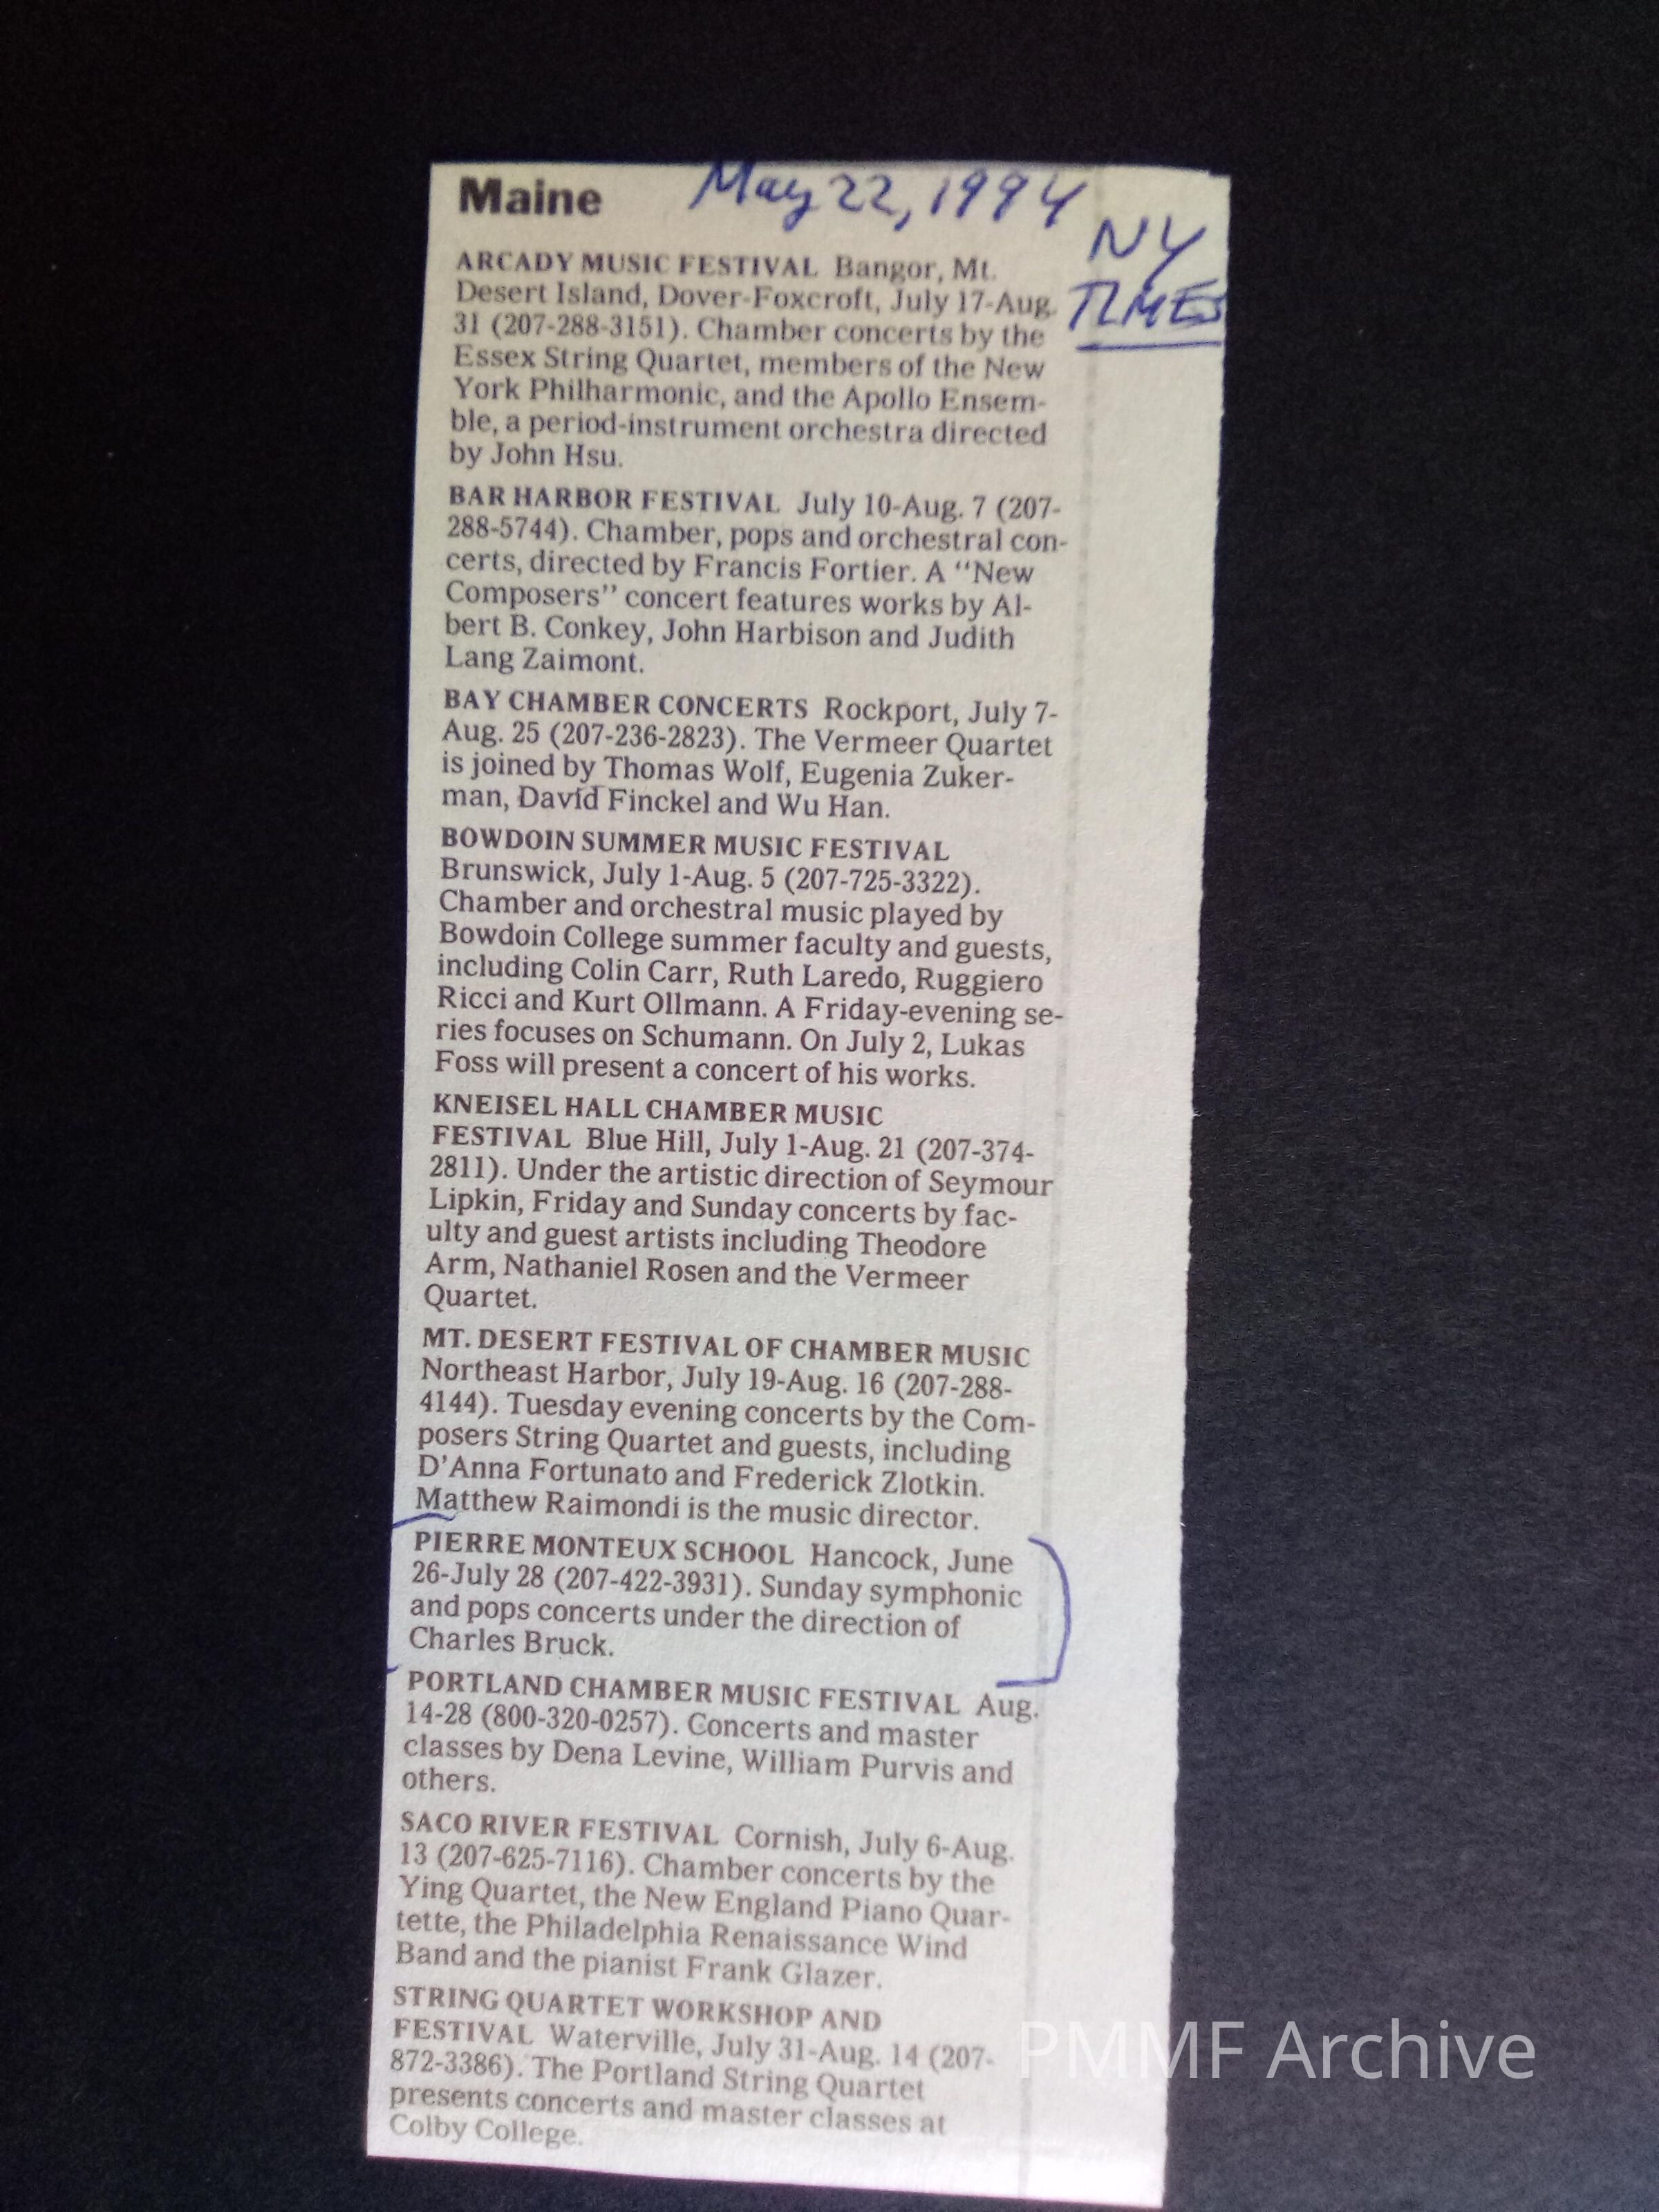 Maine
May 22, 1994
NY
TIMES
ARCADY MUSIC FESTIVAL Bangor, Mt.
Desert Island, Dover-Foxcroft, July 17-Aug.
31 (207-288-3151). Chamber concerts by the
Essex String Quartet, members of the New
York Philharmonic, and the Apollo Ensem-
ble, a period-instrument orchestra directed
by John Hsu.
BAR HARBOR FESTIVAL July 10-Aug. 7 (207-
288-5744). Chamber, pops and orchestral con-
certs, directed by Francis Fortier. A “New
Composers” concert features works by Al-
bert B. Conkey, John Harbison and Judith
Lang Zaimont.
BAY CHAMBER CONCERTS Rockport, July 7-
Aug. 25 (207-236-2823). The Vermeer Quartet
is joined by Thomas Wolf, Eugenia Zuker-
man, David Finckel and Wu Han.
BOWDOIN SUMMER MUSIC FESTIVAL
Brunswick, July 1-Aug. 5 (207-725-3322).
Chamber and orchestral music played by
Bowdoin College summer faculty and guests,
including Colin Carr, Ruth Laredo, Ruggiero
Ricci and Kurt Ollmann. A Friday-evening se-
ries focuses on Schumann. On July 2, Lukas
Foss will present a concert of his works.
KNEISEL HALL CHAMBER MUSIC
FESTIVAL Blue Hill, July 1-Aug. 21 (207-374-
2811). Under the artistic direction of Seymour
Lipkin, Friday and Sunday concerts by fac-
ulty and guest artists including Theodore
Arm, Nathaniel Rosen and the Vermeer
Quartet.
MT. DESERT FESTIVAL OF CHAMBER MUSIC
Northeast Harbor, July 19-Aug. 16 (207-288-
4144). Tuesday evening concerts by the Com-
posers String Quartet and guests, including
D’Anna Fortunato and Frederick Zlotkin.
Matthew Raimondi is the music director.
PIERRE MONTEUX SCHOOL Hancock, June
26-July 28 (207-422-3931). Sunday symphonic
and pops concerts under the direction of
Charles Bruck.
PORTLAND CHAMBER MUSIC FESTIVAL Aug.
14-28 (800-320-0257). Concerts and master
classes by Dena Levine, William Purvis and
others.
SACO RIVER FESTIVAL Cornish, July 6-Aug.
13 (207-625-7116). Chamber concerts by the
Ying Quartet, the New England Piano Quar-
tette, the Philadelphia Renaissance Wind
Band and the pianist Frank Glazer.
STRING QUARTET WORKSHOP AND
FESTIVAL Waterville, July 31-Aug. 14 (207-
872-3386). The Portland String Quartet
presents concerts and master classes at
Colby College.
PMMF Archive